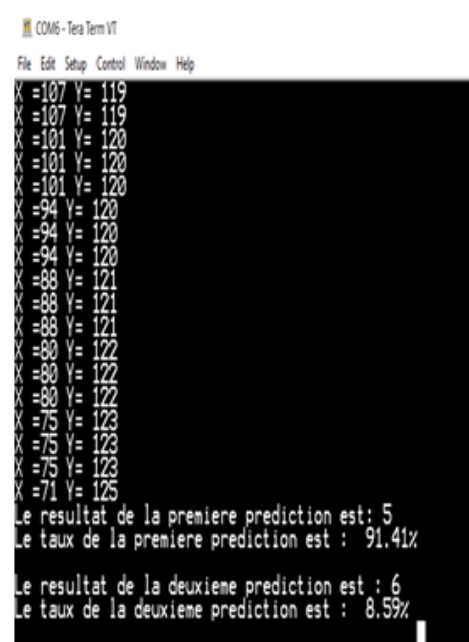 COM6 - Tera Term VT
File Edit Setup Control Window Help
X =107 Y= 119
X =107 Y= 119
X =101 Y= 120
X =101 Y= 120
X =101 Y= 120
X =94 Y= 120
X =94 Y= 120
X =94 Y= 120
X =88 Y= 121
X =88 Y= 121
X =88 Y= 121
X =80 Y= 122
X =80 Y= 122
X =80 Y= 122
X =75 Y= 123
X =75 Y= 123
X =75 Y= 123
X =71 Y= 125
Le resultat de la premiere prediction est: 5
Le taux de la premiere prediction est : 91.41%
Le resultat de la deuxieme prediction est : 6
Le taux de la deuxieme prediction est : 8.59%